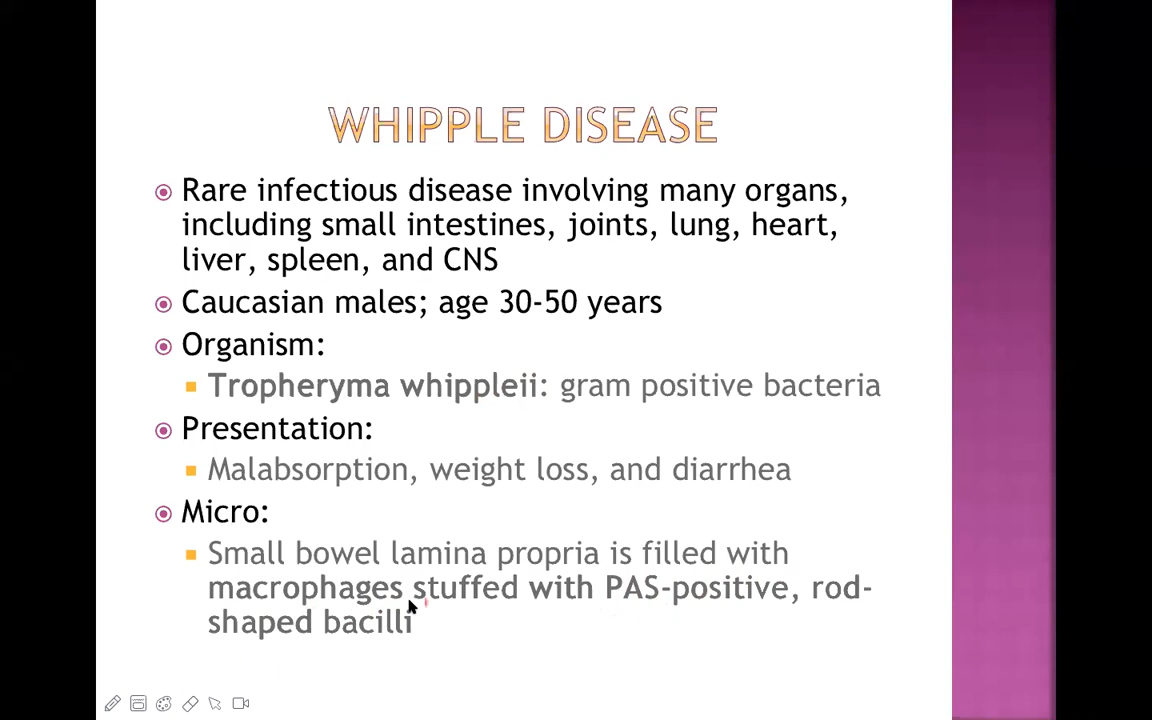 WHIPPLE DISEASE
Rare infectious disease involving many organs,
including small intestines, joints, lung, heart,
liver, spleen, and CNS
Caucasian males; age 30-50 years
Organism:
Tropheryma whippleii: gram positive bacteria
Presentation:
Malabsorption, weight loss, and diarrhea
Micro:
Small bowel lamina propria is filled with
macrophages stuffed with PAS-positive, rod-
shaped bacilli